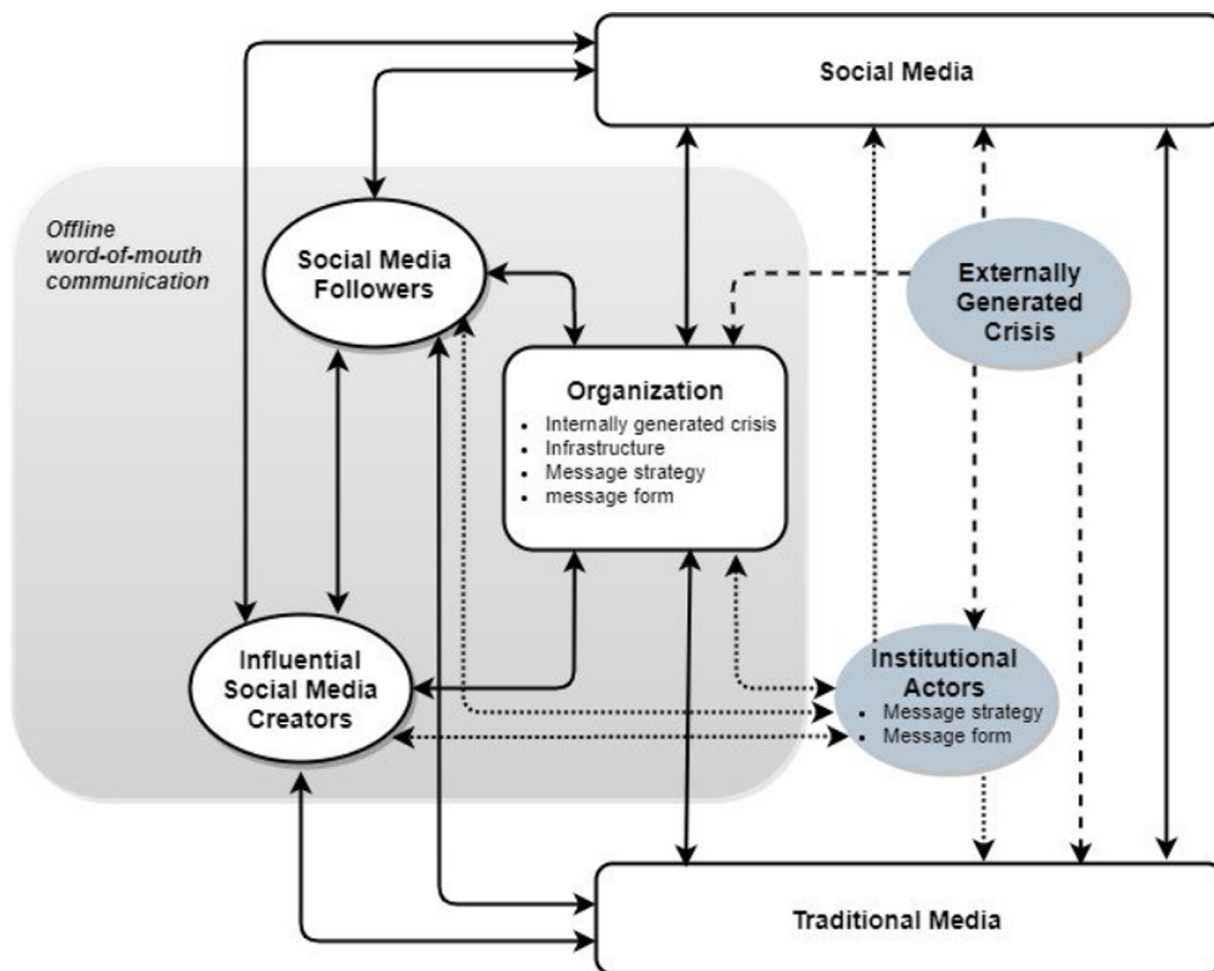 Social Media
Offline
word-of-mouth
communication
Social Media
Followers
Externally
Generated
Crisis
Organization
• Internally generated crisis
• Infrastructure
• Message strategy
• message form
Influential
Social Media
Creators
Institutional
Actors
• Message strategy
• Message form
Traditional Media